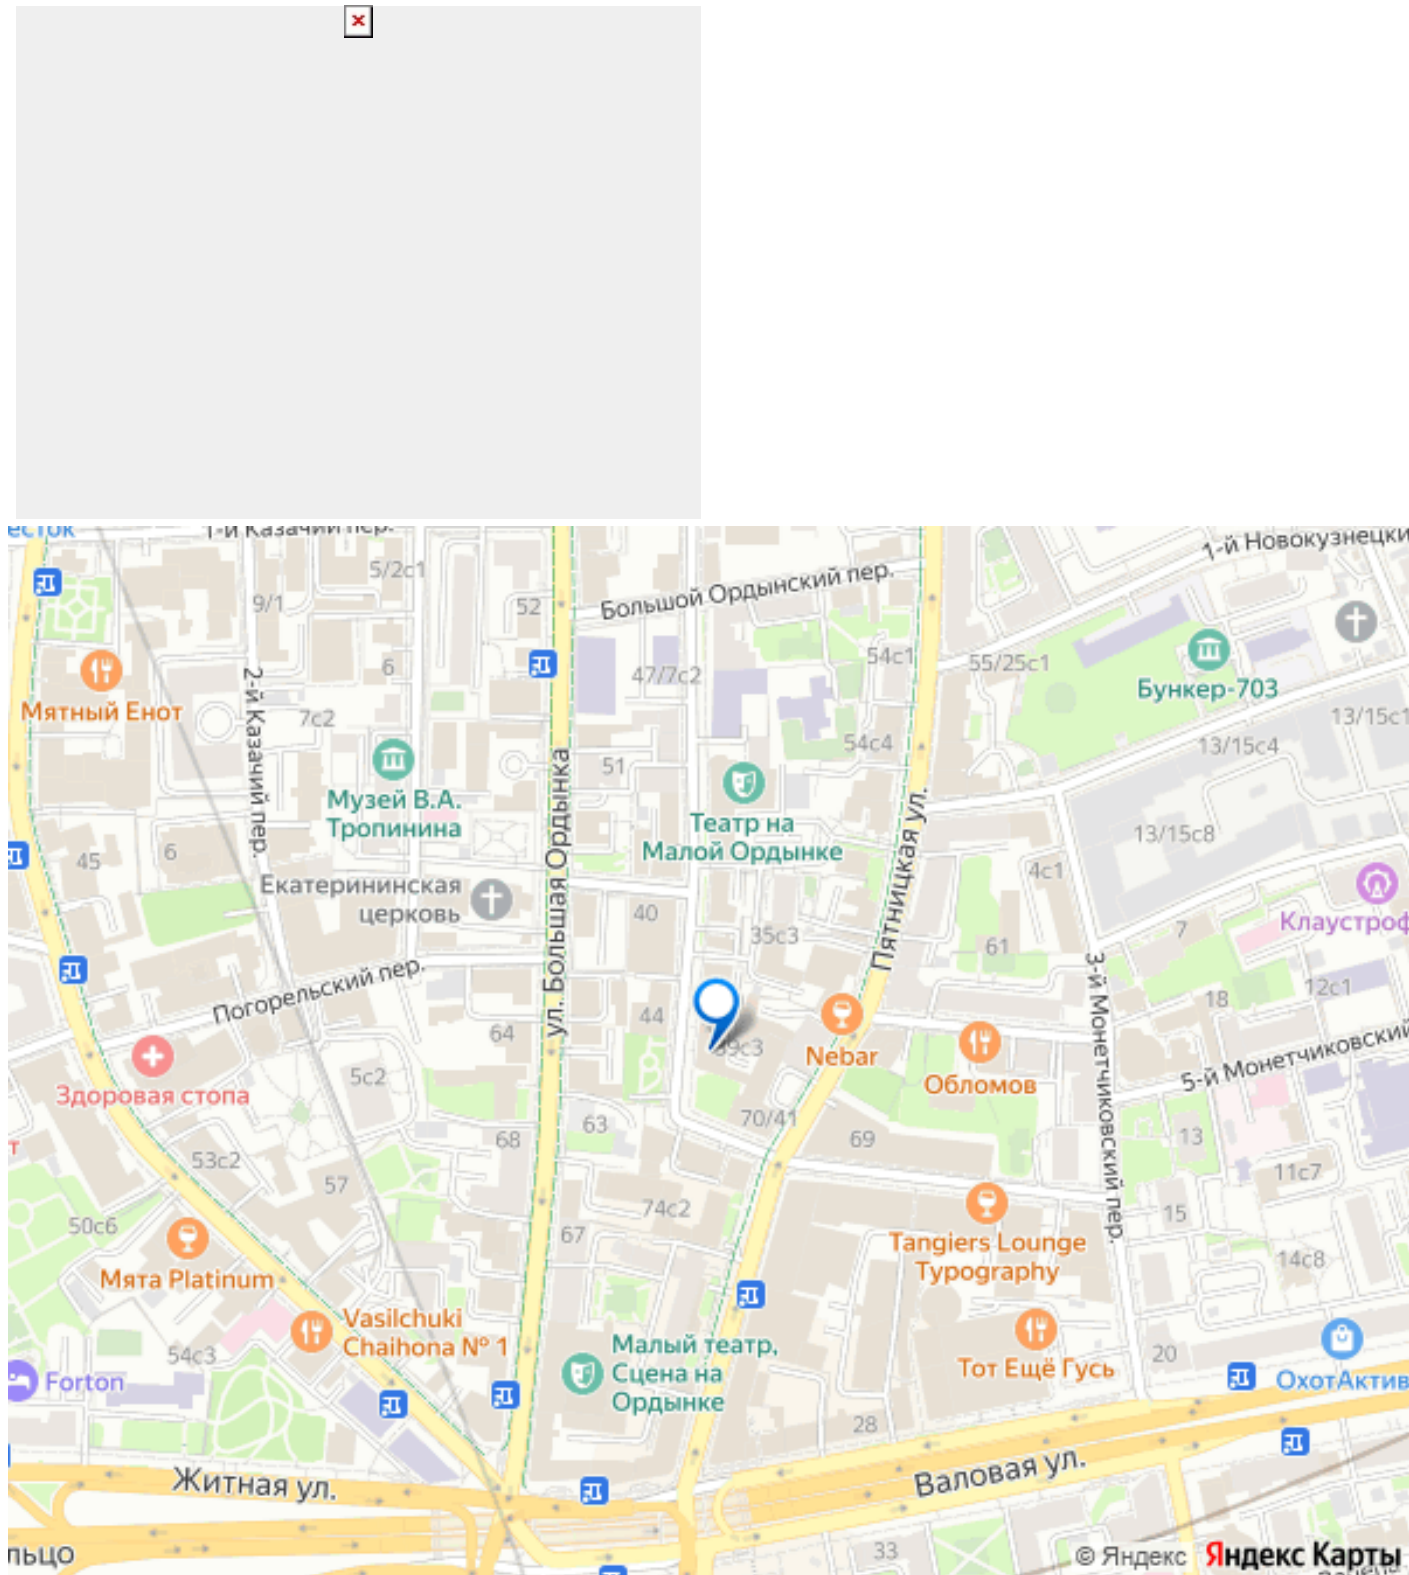 есток
1-й Казачий пер.
1-й Новокузнецки
5/2с1
Большой Ордынский пер.
9/1
52
54с1
55/25с1
6
47/7с2
Бункер-703
Мятный Енот
2-й Казачий пер.
7с2
13/15с1
54с4
13/15с4
51
ул. Большая Ордынка
Музей В.А.
Тропинина
Театр на
Малой Ордынке
Пятницкая ул.
13/15с8
45
6
4с1
Екатерининская
церковь
40
35с3
61
7
Клаустроф
Погорельский пер.
3-й Монетчиковский пер.
12с1
18
64
44
39с3
Nebar
Обломов
5-й Монетчиковский
5с2
Здоровая стопа
т
68
63
70/41
69
13
53с2
57
11с7
50с6
74с2
67
15
Tangiers Lounge
Typography
14с8
Мята Platinum
Vasilchuki
Chaihona № 1
54с3
Малый театр,
Сцена на
Ордынке
Тот Ещё Гусь
20
ОхотАктив
Forton
28
Житная ул.
Валовая ул.
льцо
33
© Яндекс
Яндекс Карты